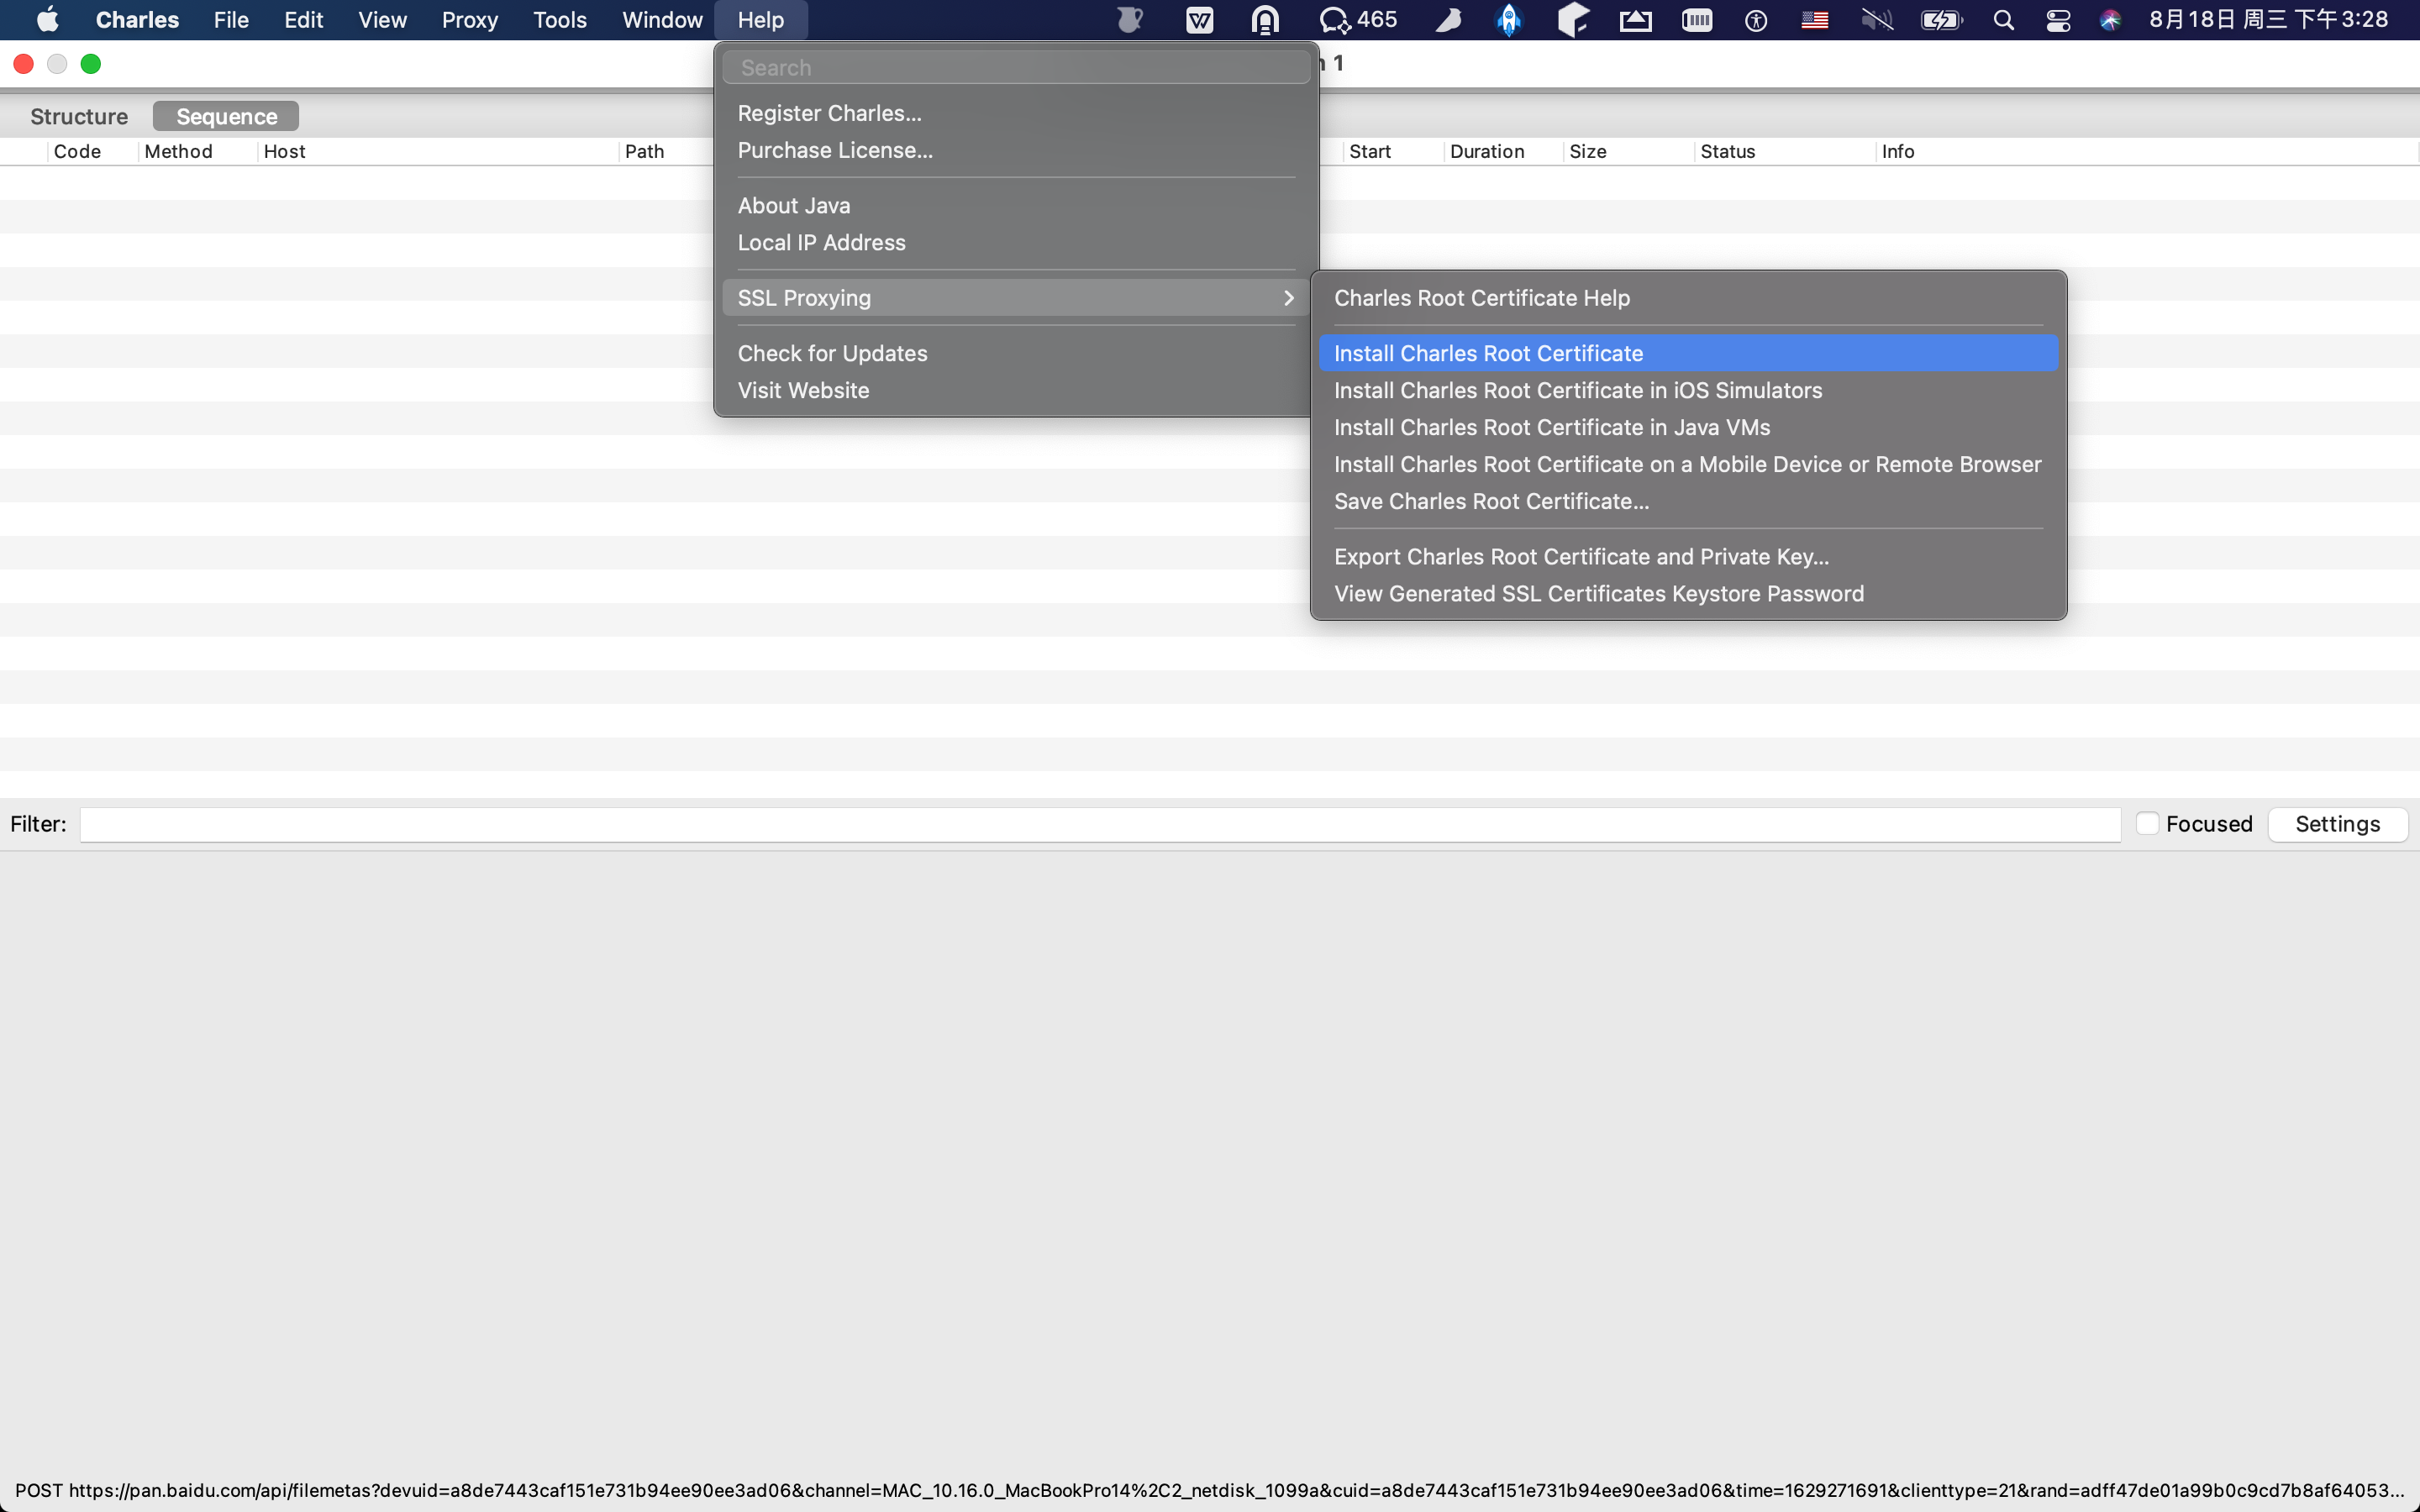 Charles File Edit View Proxy Tools Window Help 465 8月18日 周三 下午3:28
Search
1
Structure Sequence
Register Charles...
Code Method Host Path Start Duration Size Status Info
Purchase License...
About Java
Local IP Address
SSL Proxying
Check for Updates
Visit Website
Charles Root Certificate Help
Install Charles Root Certificate
Install Charles Root Certificate in iOS Simulators
Install Charles Root Certificate in Java VMs
Install Charles Root Certificate on a Mobile Device or Remote Browser
Save Charles Root Certificate...
Export Charles Root Certificate and Private Key...
View Generated SSL Certificates Keystore Password
Filter: Focused Settings
POST https://pan.baidu.com/api/filemetas?devuid=a8de7443caf151e731b94ee90ee3ad06&channel=MAC_10.16.0_MacBookPro14%2C2_netdisk_1099a&cuid=a8de7443caf151e731b94ee90ee3ad06&time=1629271691&clienttype=21&rand=adff47de01a99b0c9cd7b8af64053...